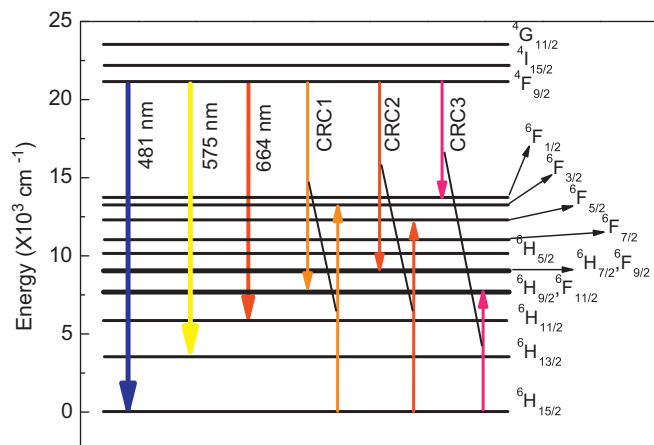 Energy (X10³ cm⁻¹)
25
20
15
10
5
0
481 nm
575 nm
664 nm
CRC1
CRC2
CRC3
⁴G₁₁/₂
⁴I₁₅/₂
⁴F₉/₂
⁶F₁/₂
⁶F₃/₂
⁶F₅/₂
⁶F₇/₂
⁶H₅/₂
⁶H₇/₂,⁶F₉/₂
⁶H₉/₂,⁶F₁₁/₂
⁶H₁₁/₂
⁶H₁₃/₂
⁶H₁₅/₂